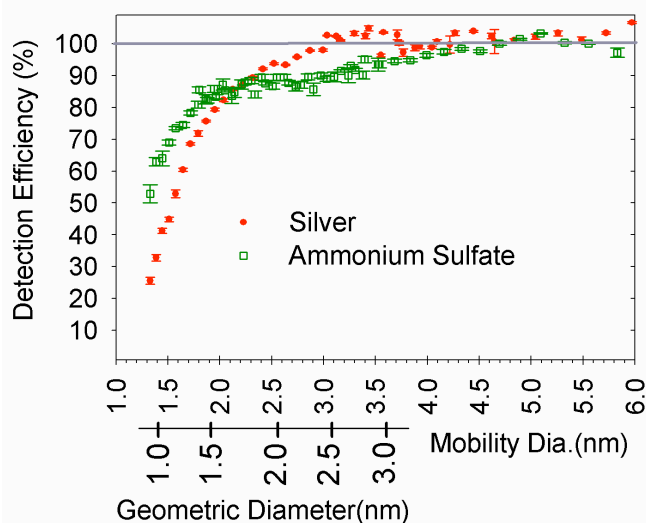 Detection Efficiency (%)
100
90
80
70
60
50
40
30
20
10
Silver
Ammonium Sulfate
1.0 1.5 2.0 2.5 3.0 3.5 4.0 4.5 5.0 5.5 6.0
Mobility Dia.(nm)
1.0 1.5 2.0 2.5 3.0
Geometric Diameter(nm)